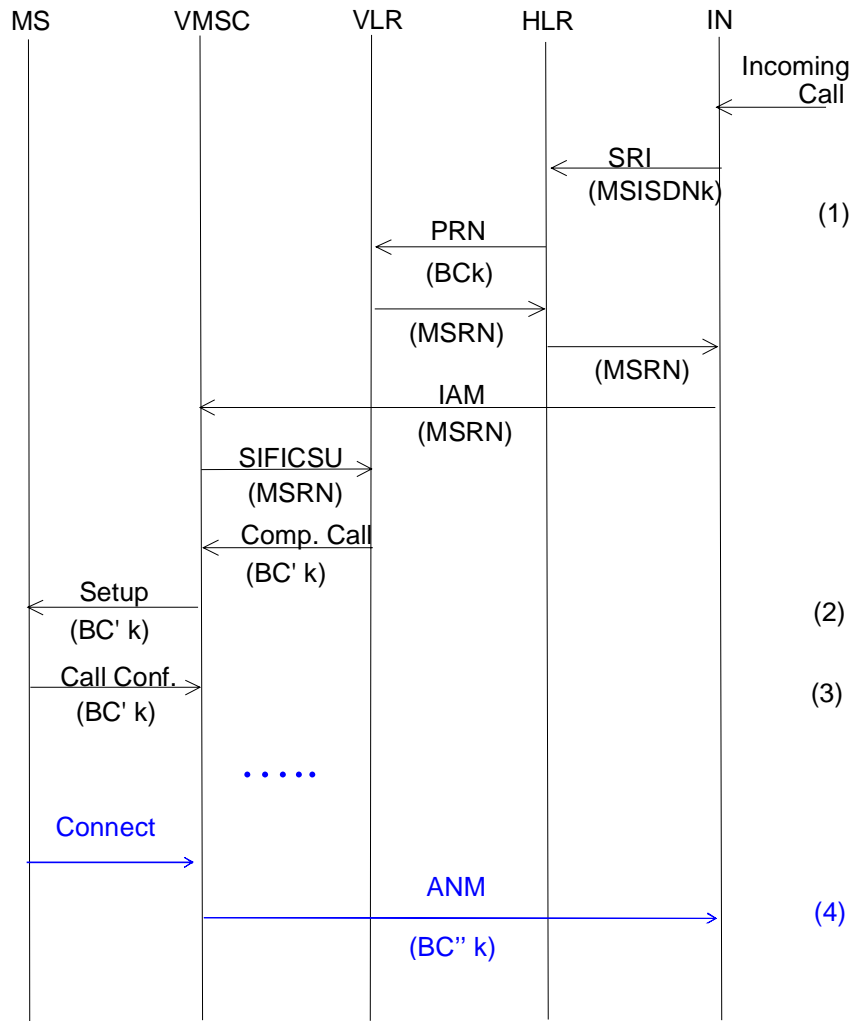 MS VMSC VLR HLR IN
Incoming
Call
SRI
(MSISDNk)
(1)
PRN
(BCk)
(MSRN)
(MSRN)
IAM
(MSRN)
SIFICSU
(MSRN)
Comp. Call
(BC' k)
Setup
(2)
(BC' k)
Call Conf.
(3)
(BC' k)
.....
Connect
ANM
(4)
(BC’’ k)